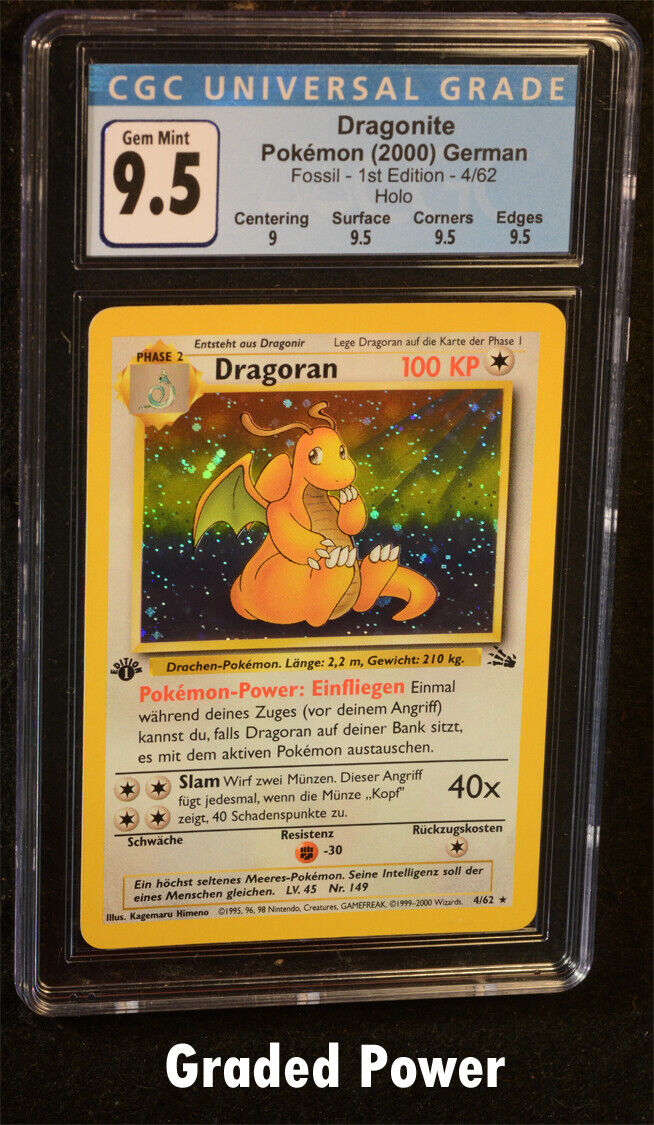 CGC UNIVERSAL GRADE
Gem Mint
9.5
Dragonite
Pokémon (2000) German
Fossil - 1st Edition - 4/62
Holo
Centering Surface Corners Edges
9 9.5 9.5 9.5
Entsteht aus Dragonir Lege Dragoran auf die Karte der Phase I
PHASE 2
Dragoran 100 KP
EDITION
1
Drachen-Pokémon. Länge: 2,2 m, Gewicht: 210 kg.
Pokémon-Power: Einfliegen Einmal
während deines Zuges (vor deinem Angriff)
kannst du, falls Dragoran auf deiner Bank sitzt,
es mit dem aktiven Pokémon austauschen.
Slam Wirf zwei Münzen. Dieser Angriff
fügt jedesmal, wenn die Münze „Kopf"
zeigt, 40 Schadenspunkte zu.
40x
Schwäche Resistenz Rückzugskosten
-30
Ein höchst seltenes Meeres-Pokémon. Seine Intelligenz soll der
eines Menschen gleichen. LV. 45 Nr. 149
Illus. Kagemaru Himeno ©1995, 96, 98 Nintendo, Creatures, GAMEFREAK. ©1999-2000 Wizards. 4/62 ★
Graded Power